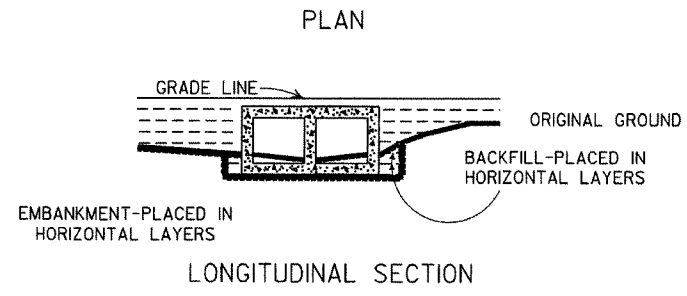 PLAN
GRADE LINE
ORIGINAL GROUND
BACKFILL-PLACED IN
HORIZONTAL LAYERS
EMBANKMENT-PLACED IN
HORIZONTAL LAYERS
LONGITUDINAL SECTION